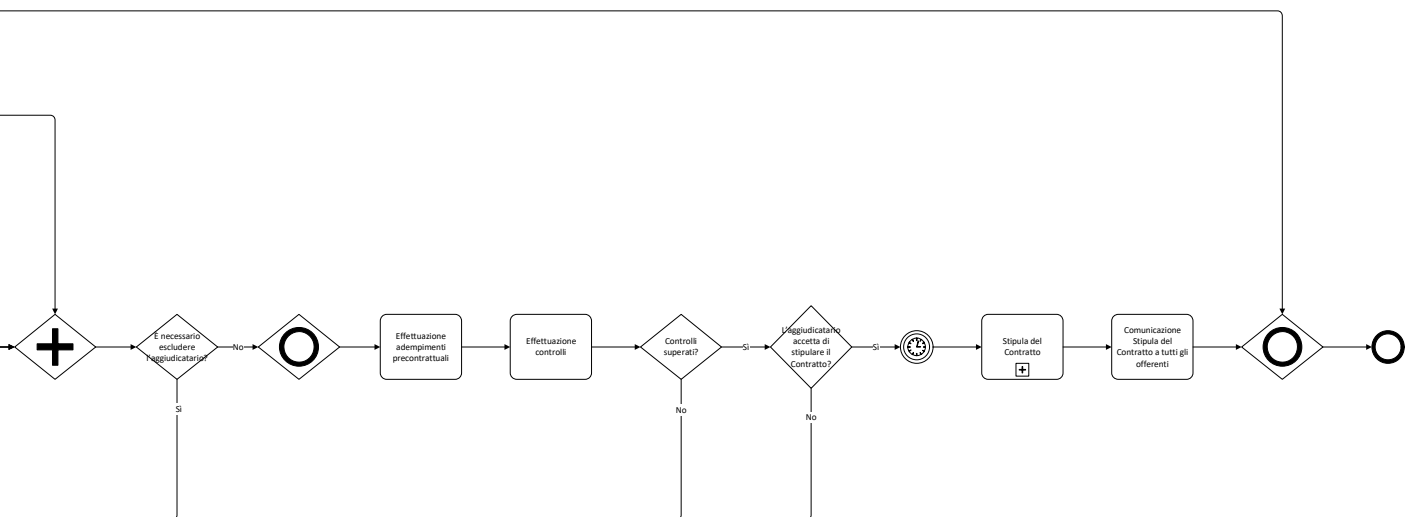 È necessario
escludere
l'aggiudicatario?
No
Sì
Effettuazione
adempimenti
precontrattuali
Effettuazione
controlli
Controlli
superati?
Sì
No
L'aggiudicatario
accetta di
stipulare il
Contratto?
Sì
No
Stipula del
Contratto
Comunicazione
Stipula del
Contratto a tutti gli
offerenti